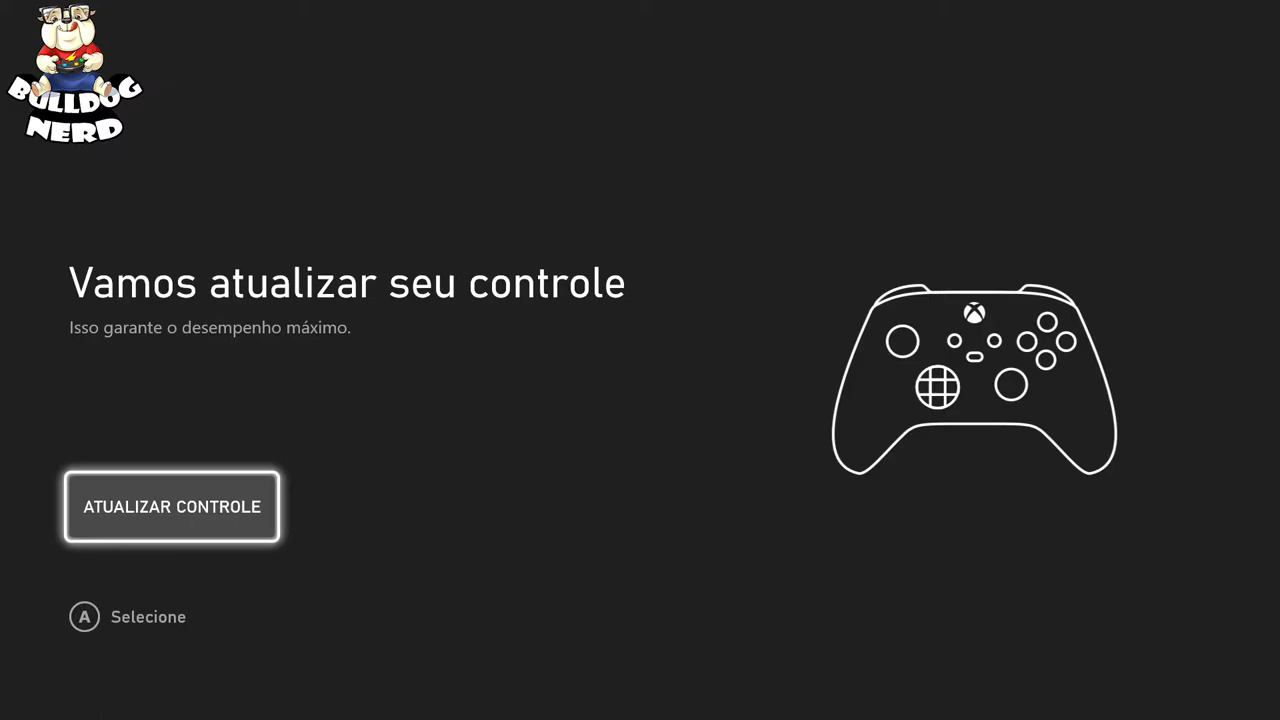 BULLDOG
NERD
Vamos atualizar seu controle
Isso garante o desempenho máximo.
ATUALIZAR CONTROLE
A Selecione